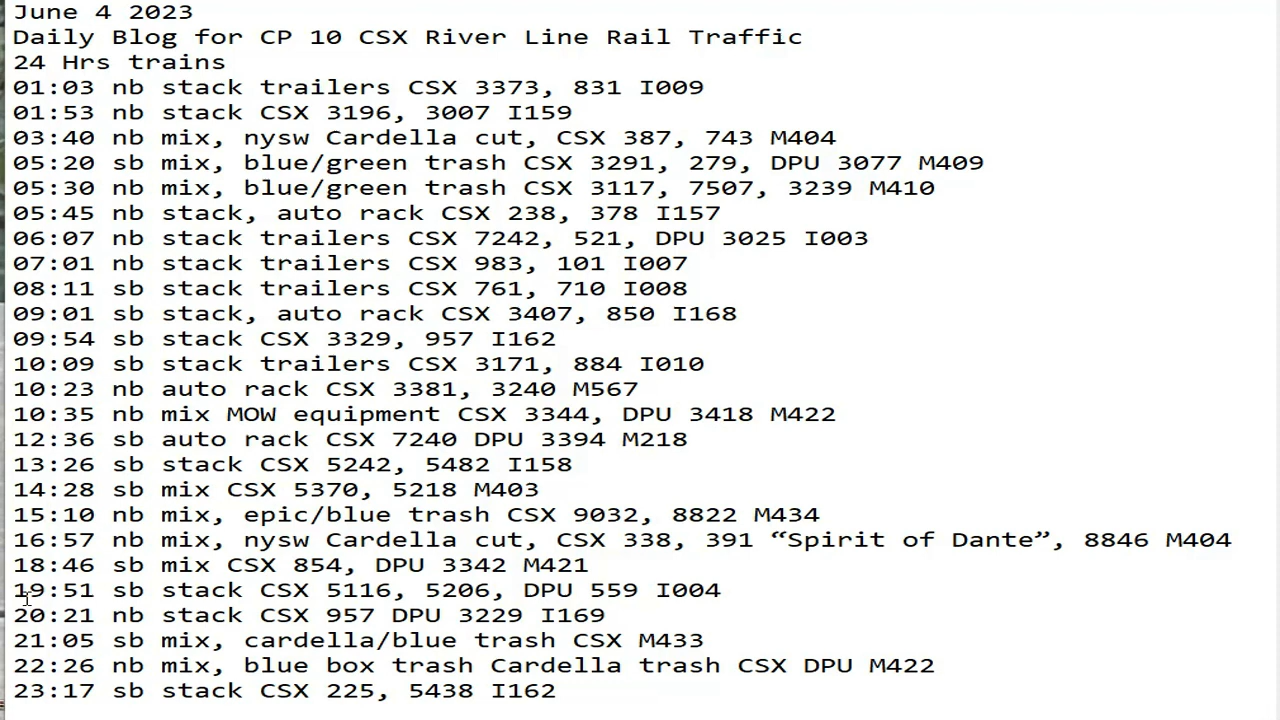 June 4 2023
Daily Blog for CP 10 CSX River Line Rail Traffic
24 Hrs trains
01:03 nb stack trailers CSX 3373, 831 I009
01:53 nb stack CSX 3196, 3007 I159
03:40 nb mix, nysw Cardella cut, CSX 387, 743 M404
05:20 sb mix, blue/green trash CSX 3291, 279, DPU 3077 M409
05:30 nb mix, blue/green trash CSX 3117, 7507, 3239 M410
05:45 nb stack, auto rack CSX 238, 378 I157
06:07 nb stack trailers CSX 7242, 521, DPU 3025 I003
07:01 nb stack trailers CSX 983, 101 I007
08:11 sb stack trailers CSX 761, 710 I008
09:01 sb stack, auto rack CSX 3407, 850 I168
09:54 sb stack CSX 3329, 957 I162
10:09 sb stack trailers CSX 3171, 884 I010
10:23 nb auto rack CSX 3381, 3240 M567
10:35 nb mix MOW equipment CSX 3344, DPU 3418 M422
12:36 sb auto rack CSX 7240 DPU 3394 M218
13:26 sb stack CSX 5242, 5482 I158
14:28 sb mix CSX 5370, 5218 M403
15:10 nb mix, epic/blue trash CSX 9032, 8822 M434
16:57 nb mix, nysw Cardella cut, CSX 338, 391 “Spirit of Dante”, 8846 M404
18:46 sb mix CSX 854, DPU 3342 M421
19:51 sb stack CSX 5116, 5206, DPU 559 I004
20:21 nb stack CSX 957 DPU 3229 I169
21:05 sb mix, cardella/blue trash CSX M433
22:26 nb mix, blue box trash Cardella trash CSX DPU M422
23:17 sb stack CSX 225, 5438 I162